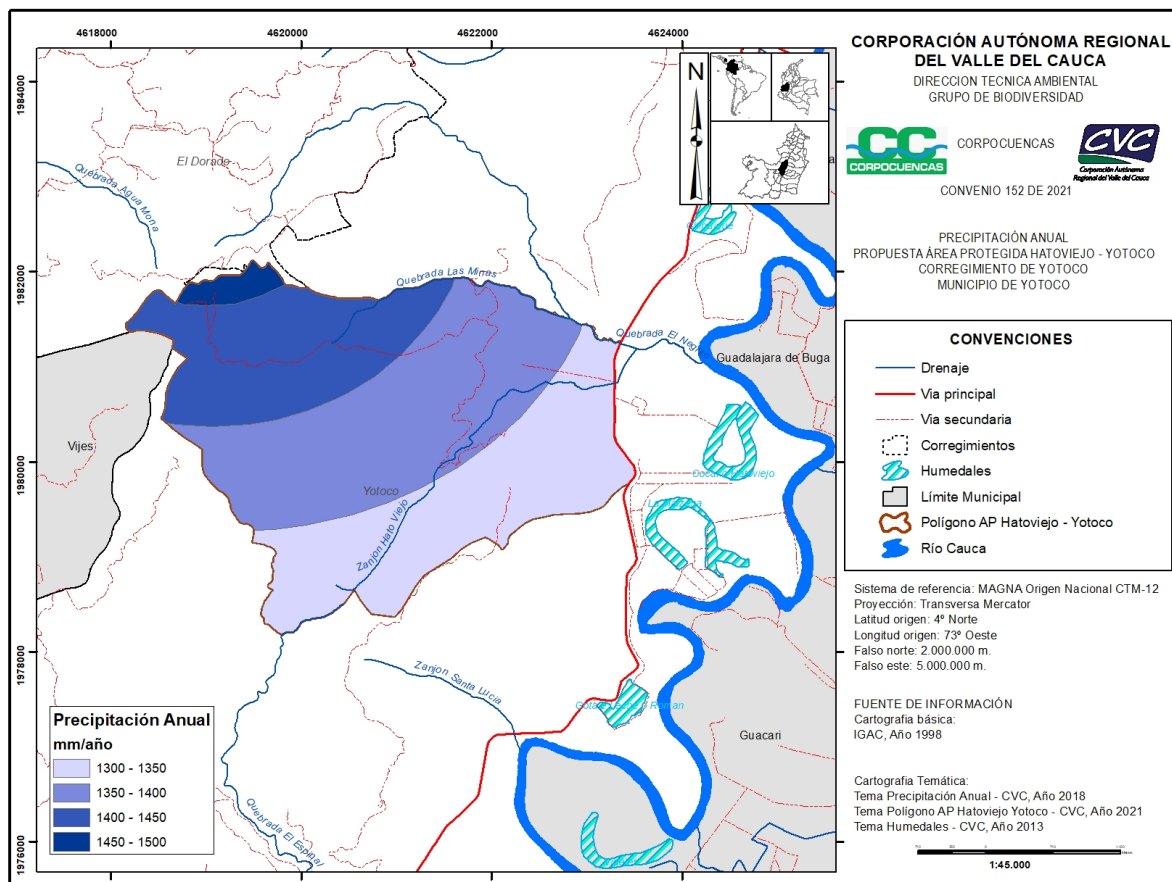 4618000
4620000
4622000
4624000
1984000
1982000
1980000
1978000
1976000
N
El Dorado
Quebrada Agua Mona
Quebrada Las Minas
Quebrada El Negro
Guadalajara de Buga
Vijes
Yotoco
Zanjon Hato Viejo
Zanjon Santa Lucia
Guacari
Quebrada El Espinal
Precipitación Anual
mm/año
1300 - 1350
1350 - 1400
1400 - 1450
1450 - 1500
CORPORACIÓN AUTÓNOMA REGIONAL
DEL VALLE DEL CAUCA
DIRECCION TECNICA AMBIENTAL
GRUPO DE BIODIVERSIDAD
CC
CORPOCUENCAS
CORPOCUENCAS
CVC
Corporación Autónoma
Regional del Valle del Cauca
CONVENIO 152 DE 2021
PRECIPITACIÓN ANUAL
PROPUESTA ÁREA PROTEGIDA HATOVIEJO - YOTOCO
CORREGIMIENTO DE YOTOCO
MUNICIPIO DE YOTOCO
CONVENCIONES
Drenaje
Via principal
Via secundaria
Corregimientos
Humedales
Límite Municipal
Polígono AP Hatoviejo - Yotoco
Río Cauca
Sistema de referencia: MAGNA Origen Nacional CTM-12
Proyección: Transversa Mercator
Latitud origen: 4º Norte
Longitud origen: 73º Oeste
Falso norte: 2.000.000 m.
Falso este: 5.000.000 m.
FUENTE DE INFORMACIÓN
Cartografia básica:
IGAC, Año 1998
Cartografia Temática:
Tema Precipitación Anual - CVC, Año 2018
Tema Polígono AP Hatoviejo Yotoco - CVC, Año 2021
Tema Humedales - CVC, Año 2013
1:45.000